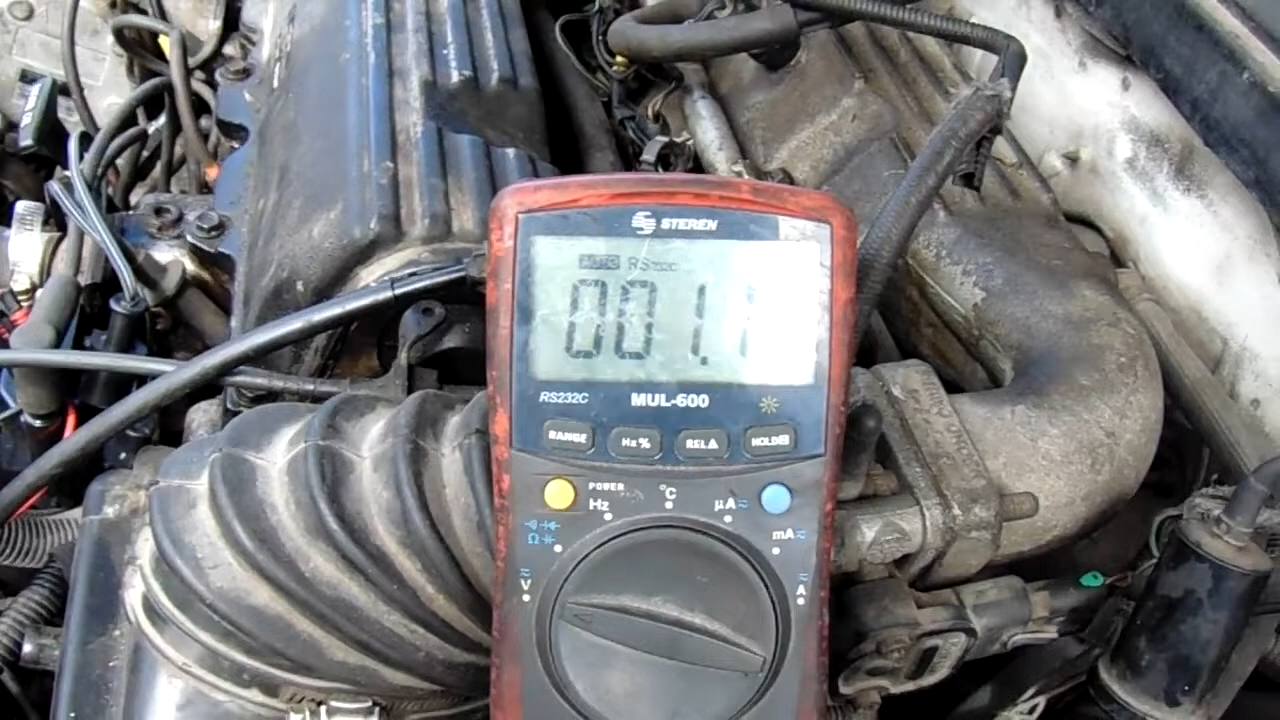 STEREN
AUTO RS232C
001.1
RS232C MUL-600
RANGE Hz% REL△ HOLD
POWER
Hz °C µA≂ mA≂
Ω
V A